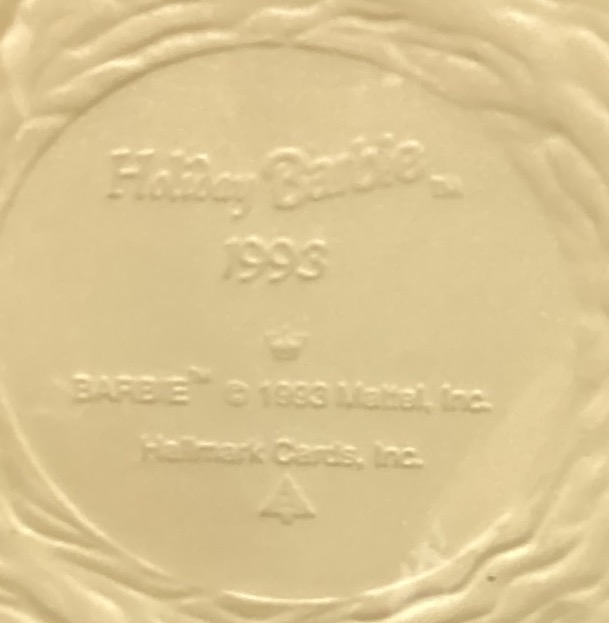 Holiday Barbie™
1993
BARBIE™ © 1993 Mattel, Inc.
Hallmark Cards, Inc.